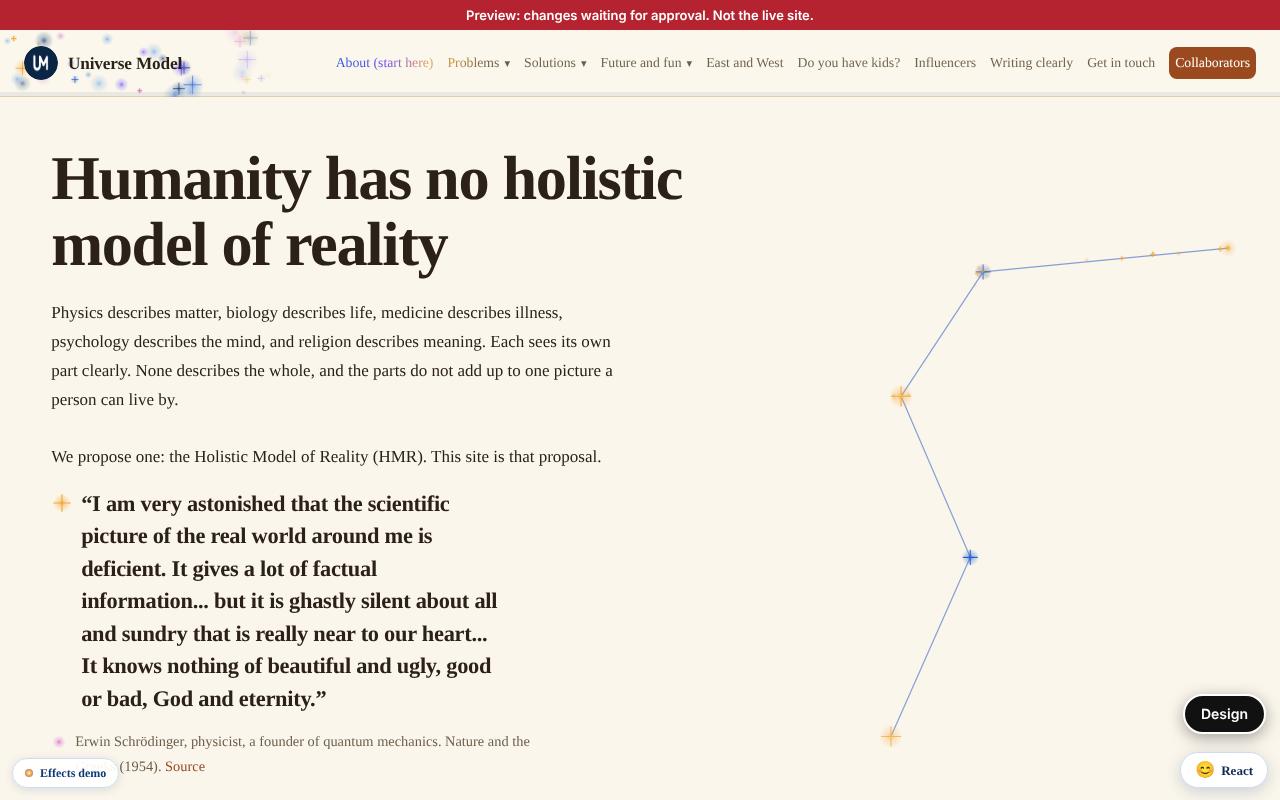 Preview: changes waiting for approval. Not the live site.
UM Universe Model About (start here) Problems ▾ Solutions ▾ Future and fun ▾ East and West Do you have kids? Influencers Writing clearly Get in touch Collaborators
Humanity has no holistic
model of reality
Physics describes matter, biology describes life, medicine describes illness,
psychology describes the mind, and religion describes meaning. Each sees its own
part clearly. None describes the whole, and the parts do not add up to one picture a
person can live by.
We propose one: the Holistic Model of Reality (HMR). This site is that proposal.
“I am very astonished that the scientific
picture of the real world around me is
deficient. It gives a lot of factual
information... but it is ghastly silent about all
and sundry that is really near to our heart...
It knows nothing of beautiful and ugly, good
or bad, God and eternity.”
Erwin Schrödinger, physicist, a founder of quantum mechanics. Nature and the
(1954). Source
Effects demo
Design
😊 React